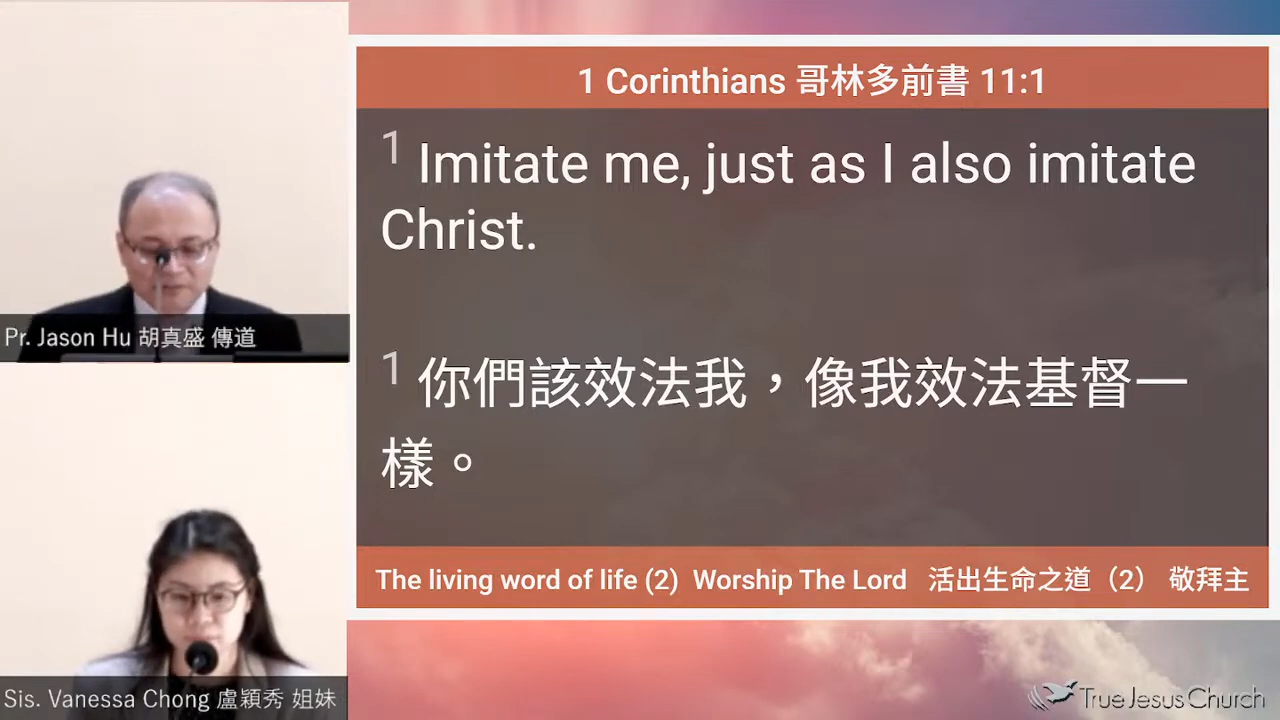 1 Corinthians 哥林多前書 11:1
1 Imitate me, just as I also imitate
Christ.
1 你們該效法我，像我效法基督一
樣。
The living word of life (2) Worship The Lord 活出生命之道（2） 敬拜主
Pr. Jason Hu 胡真盛 傳道
Sis. Vanessa Chong 盧穎秀 姐妹
True Jesus Church